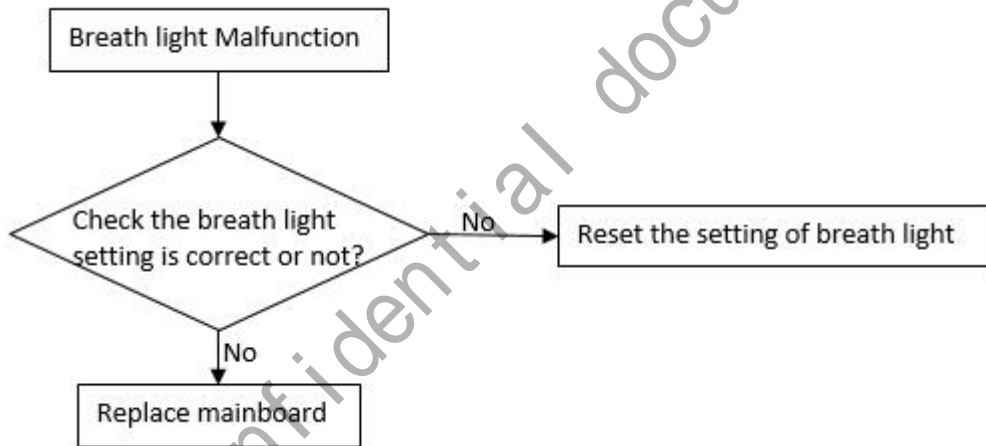 Breath light Malfunction
Check the breath light
setting is correct or not?
No
Reset the setting of breath light
No
Replace mainboard